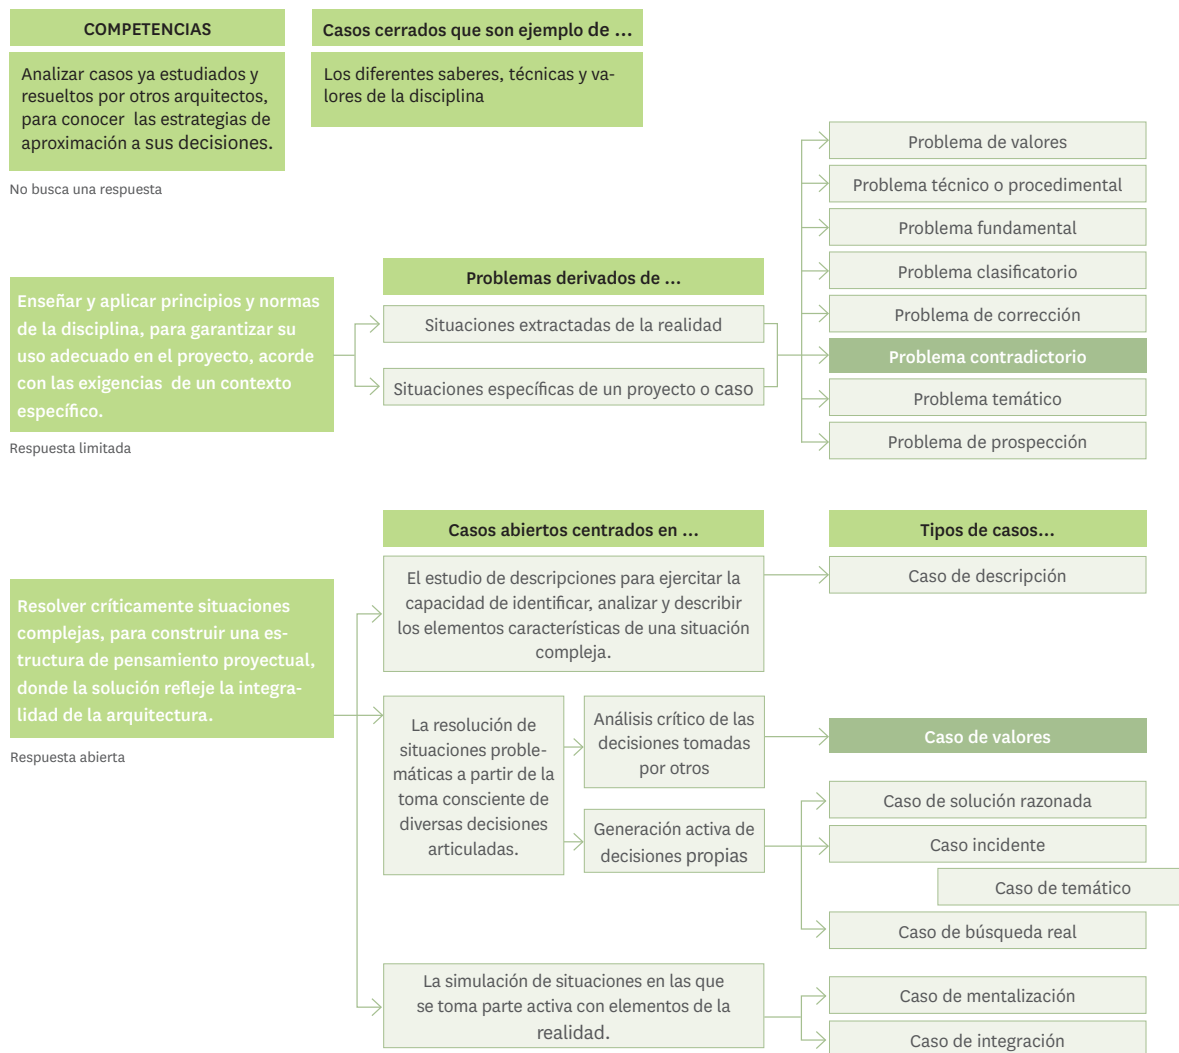 COMPETENCIAS
Analizar casos ya estudiados y
resueltos por otros arquitectos,
para conocer las estrategias de
aproximación a sus decisiones.
No busca una respuesta
Casos cerrados que son ejemplo de ...
Los diferentes saberes, técnicas y va-
lores de la disciplina
Enseñar y aplicar principios y normas
de la disciplina, para garantizar su
uso adecuado en el proyecto, acorde
con las exigencias de un contexto
específico.
Respuesta limitada
Problemas derivados de ...
Situaciones extractadas de la realidad
Situaciones específicas de un proyecto o caso
Problema de valores
Problema técnico o procedimental
Problema fundamental
Problema clasificatorio
Problema de corrección
Problema contradictorio
Problema temático
Problema de prospección
Resolver críticamente situaciones
complejas, para construir una es-
tructura de pensamiento proyectual,
donde la solución refleje la integra-
lidad de la arquitectura.
Respuesta abierta
Casos abiertos centrados en ...
El estudio de descripciones para ejercitar la
capacidad de identificar, analizar y describir
los elementos características de una situación
compleja.
La resolución de
situaciones proble-
máticas a partir de la
toma consciente de
diversas decisiones
articuladas.
Análisis crítico de las
decisiones tomadas
por otros
Generación activa de
decisiones propias
La simulación de situaciones en las que
se toma parte activa con elementos de la
realidad.
Tipos de casos...
Caso de descripción
Caso de valores
Caso de solución razonada
Caso incidente
Caso de temático
Caso de búsqueda real
Caso de mentalización
Caso de integración